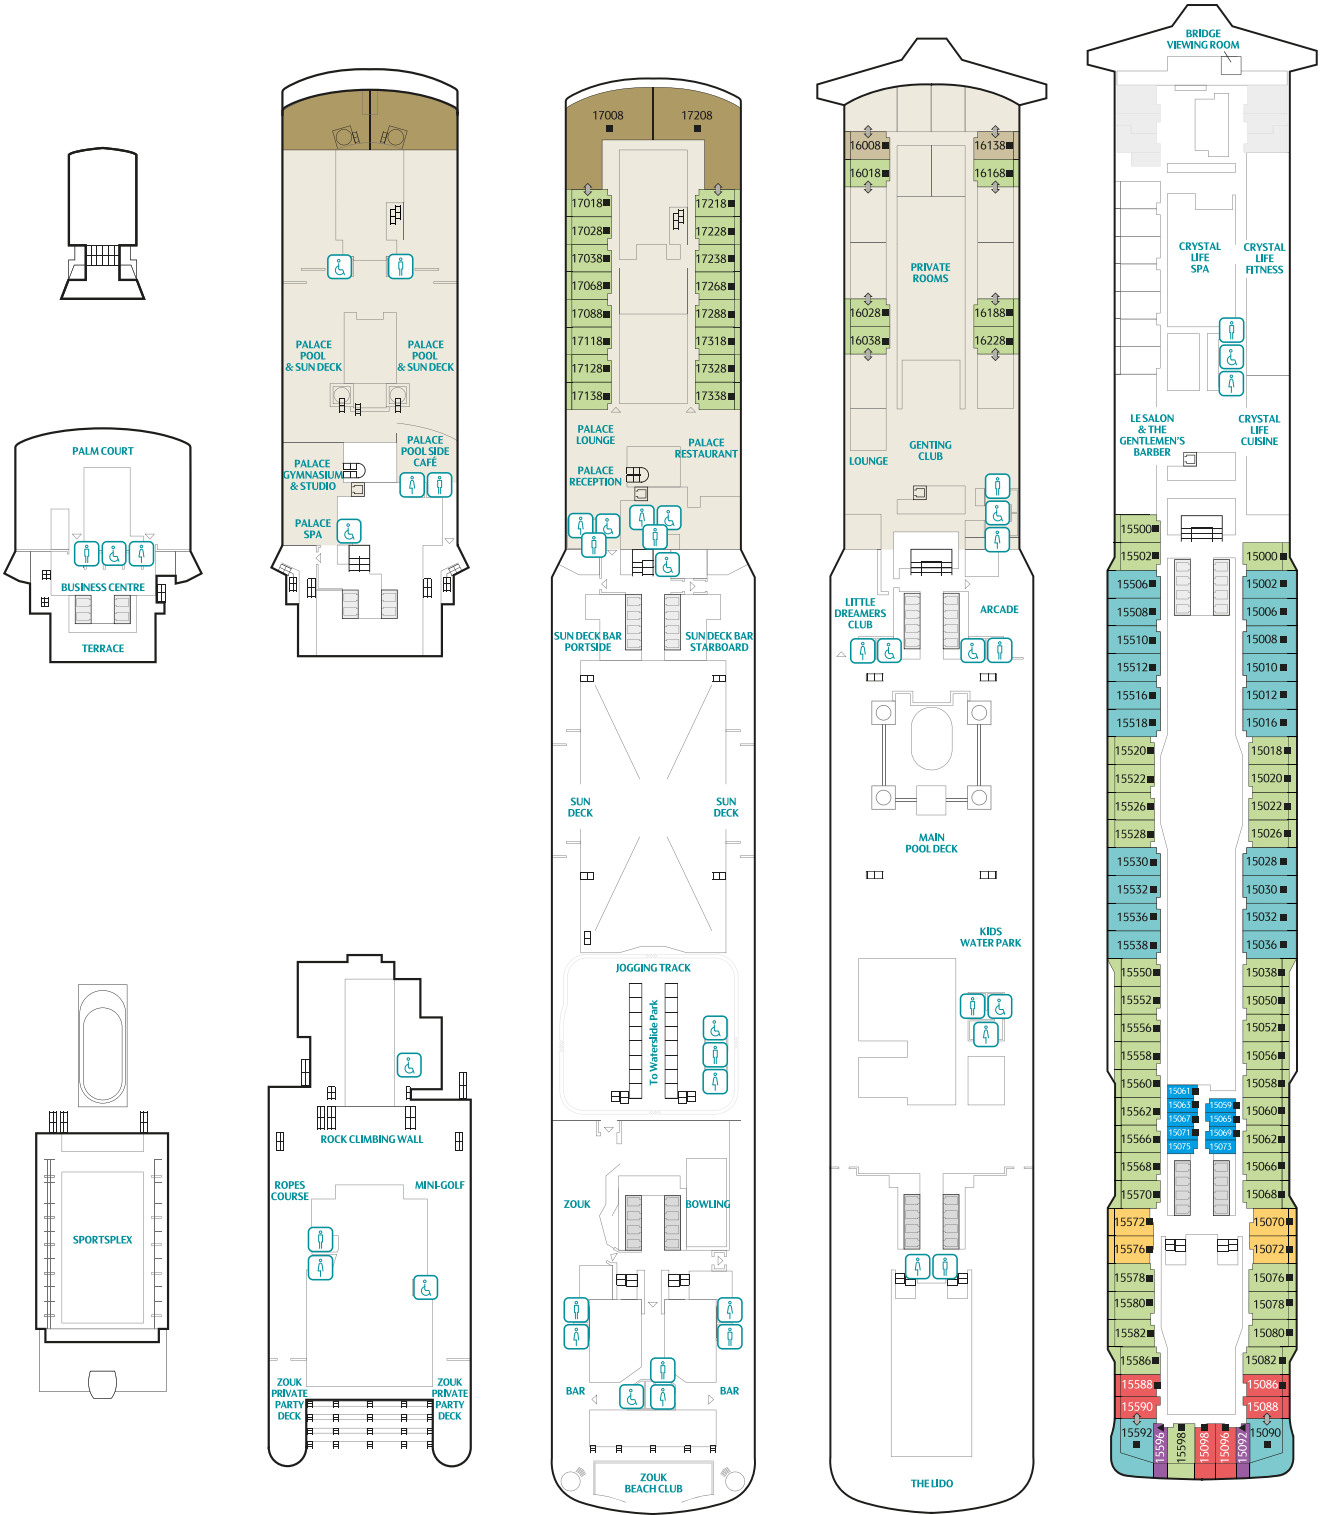 PALM COURT
BUSINESS CENTRE
TERRACE
SPORTSPLEX
PALACE
POOL
& SUN DECK
PALACE
POOL
& SUN DECK
PALACE
GYMNASIUM
& STUDIO
PALACE
POOL SIDE
CAFÉ
PALACE
SPA
ROCK CLIMBING WALL
ROPES
COURSE
MINI-GOLF
ZOUK
PRIVATE
PARTY
DECK
ZOUK
PRIVATE
PARTY
DECK
17008
17208
17018
17218
17028
17228
17038
17238
17068
17268
17088
17288
17118
17318
17128
17328
17138
17338
PALACE
LOUNGE
PALACE
RESTAURANT
PALACE
RECEPTION
SUN DECK BAR
PORTSIDE
SUN DECK BAR
STARBOARD
SUN
DECK
SUN
DECK
JOGGING TRACK
To Waterslide Park
ZOUK
BOWLING
BAR
BAR
ZOUK
BEACH CLUB
16008
16138
16018
16168
PRIVATE
ROOMS
16028
16188
16038
16228
LOUNGE
GENTING
CLUB
LITTLE
DREAMERS
CLUB
ARCADE
MAIN
POOL DECK
KIDS
WATER PARK
THE LIDO
BRIDGE
VIEWING ROOM
CRYSTAL
LIFE
SPA
CRYSTAL
LIFE
FITNESS
LE SALON
& THE
GENTLEMEN'S
BARBER
CRYSTAL
LIFE
CUISINE
15500
15502
15000
15506
15002
15508
15006
15510
15008
15512
15010
15516
15012
15518
15016
15520
15018
15522
15020
15526
15022
15528
15026
15530
15028
15532
15030
15536
15032
15538
15036
15550
15038
15552
15050
15556
15052
15558
15056
15560
15058
15562
15060
15566
15062
15568
15066
15570
15068
15061
15063
15059
15067
15065
15071
15069
15075
15073
15572
15070
15576
15072
15578
15076
15580
15078
15582
15080
15586
15082
15588
15086
15590
15088
15592
15596
15598
15098
15096
15092
15090